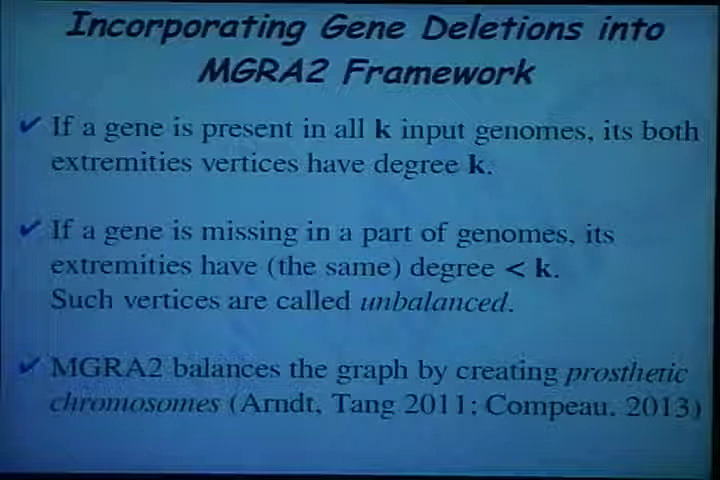 Incorporating Gene Deletions into
MGRA2 Framework
✔ If a gene is present in all k input genomes, its both
extremities vertices have degree k.
✔ If a gene is missing in a part of genomes, its
extremities have (the same) degree < k.
Such vertices are called unbalanced.
✔ MGRA2 balances the graph by creating prosthetic
chromosomes (Arndt, Tang 2011; Compeau, 2013)